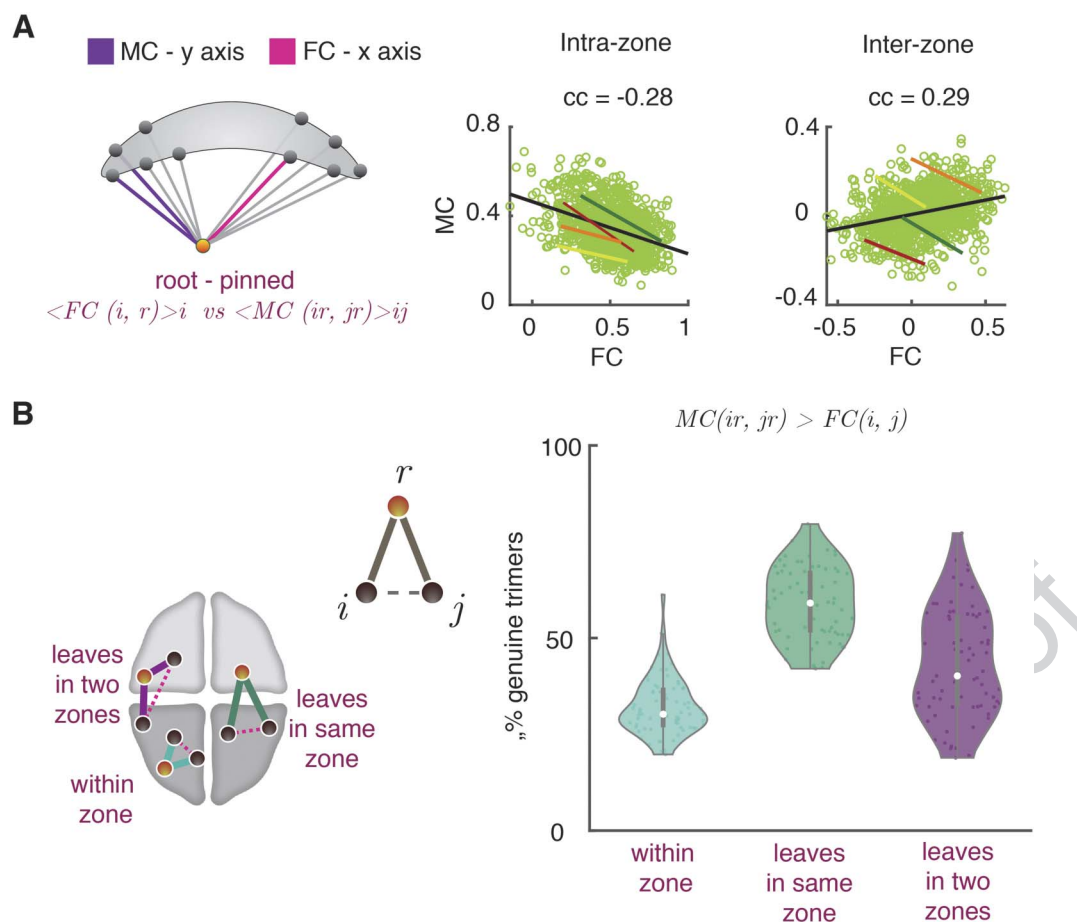 A
MC - y axis
FC - x axis
root - pinned
<FC (i, r)>i vs <MC (ir, jr)>ij
Intra-zone
cc = -0.28
0.8
0.4
0
MC
0
0.5
1
FC
Inter-zone
cc = 0.29
0.4
0
-0.4
-0.5
0
0.5
FC
B
r
i
j
leaves
in two
zones
leaves
in same
zone
within
zone
MC(ir, jr) > FC(i, j)
100
50
0
„% genuine trimers
within
zone
leaves
in same
zone
leaves
in two
zones
of